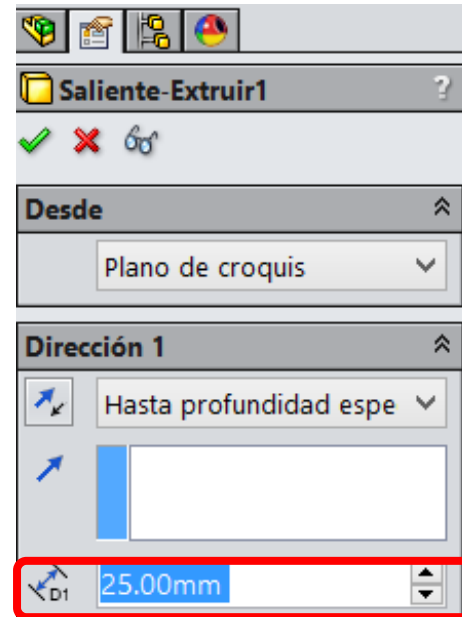 Saliente-Extruir1 ?
Desde
Plano de croquis
Dirección 1
Hasta profundidad espe
D1 25.00mm